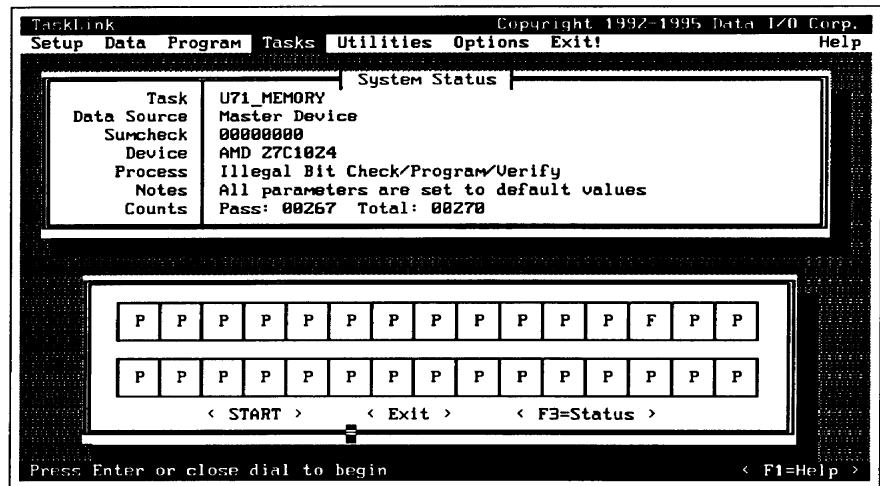 TaskLink Copyright 1992-1995 Data I/O Corp.
Setup Data Program Tasks Utilities Options Exit! Help
System Status
Task U71_MEMORY
Data Source Master Device
Sumcheck 00000000
Device AMD 27C1024
Process Illegal Bit Check/Program/Verify
Notes All parameters are set to default values
Counts Pass: 00267 Total: 00270
P P P P P P P P P P P P F P P
P P P P P P P P P P P P P P P
< START > < Exit > < F3=Status >
Press Enter or close dial to begin < F1=Help >